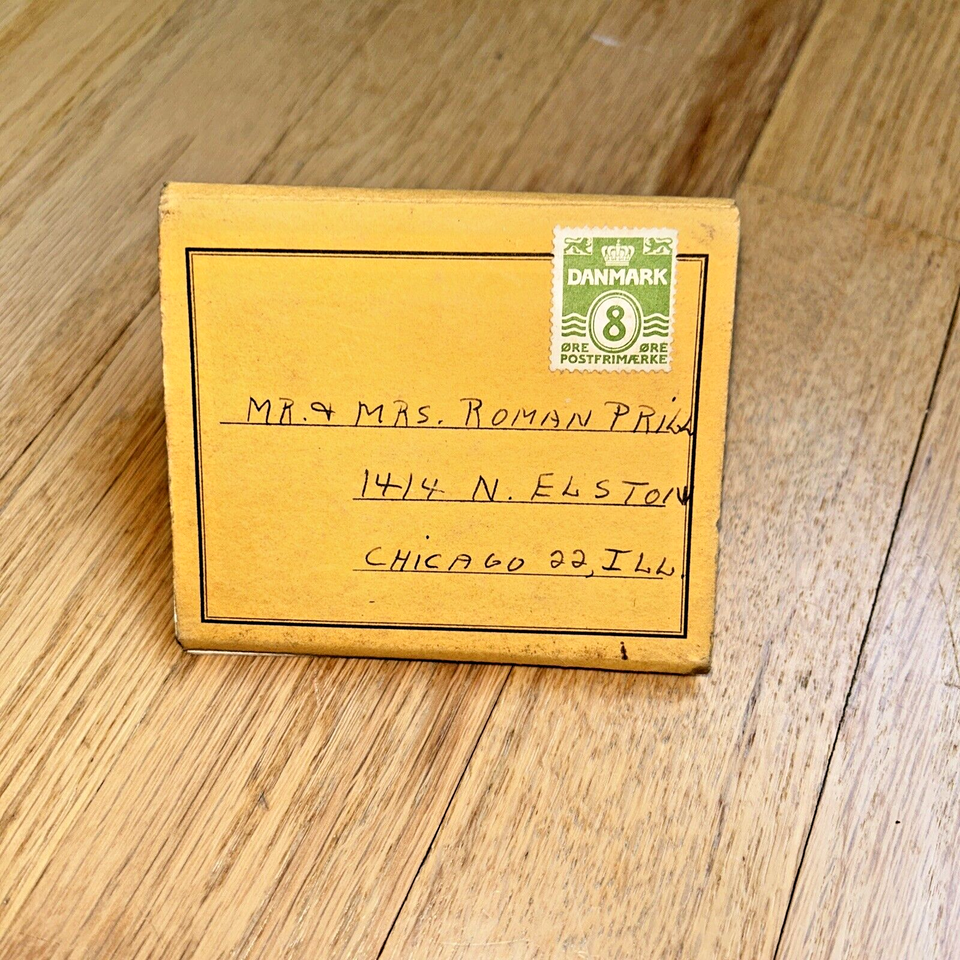 DANMARK
8
ØRE ØRE
POSTFRIMÆRKE
MR. & MRS. ROMAN PRILL
1414 N. ELSTON
CHICAGO 22, ILL.